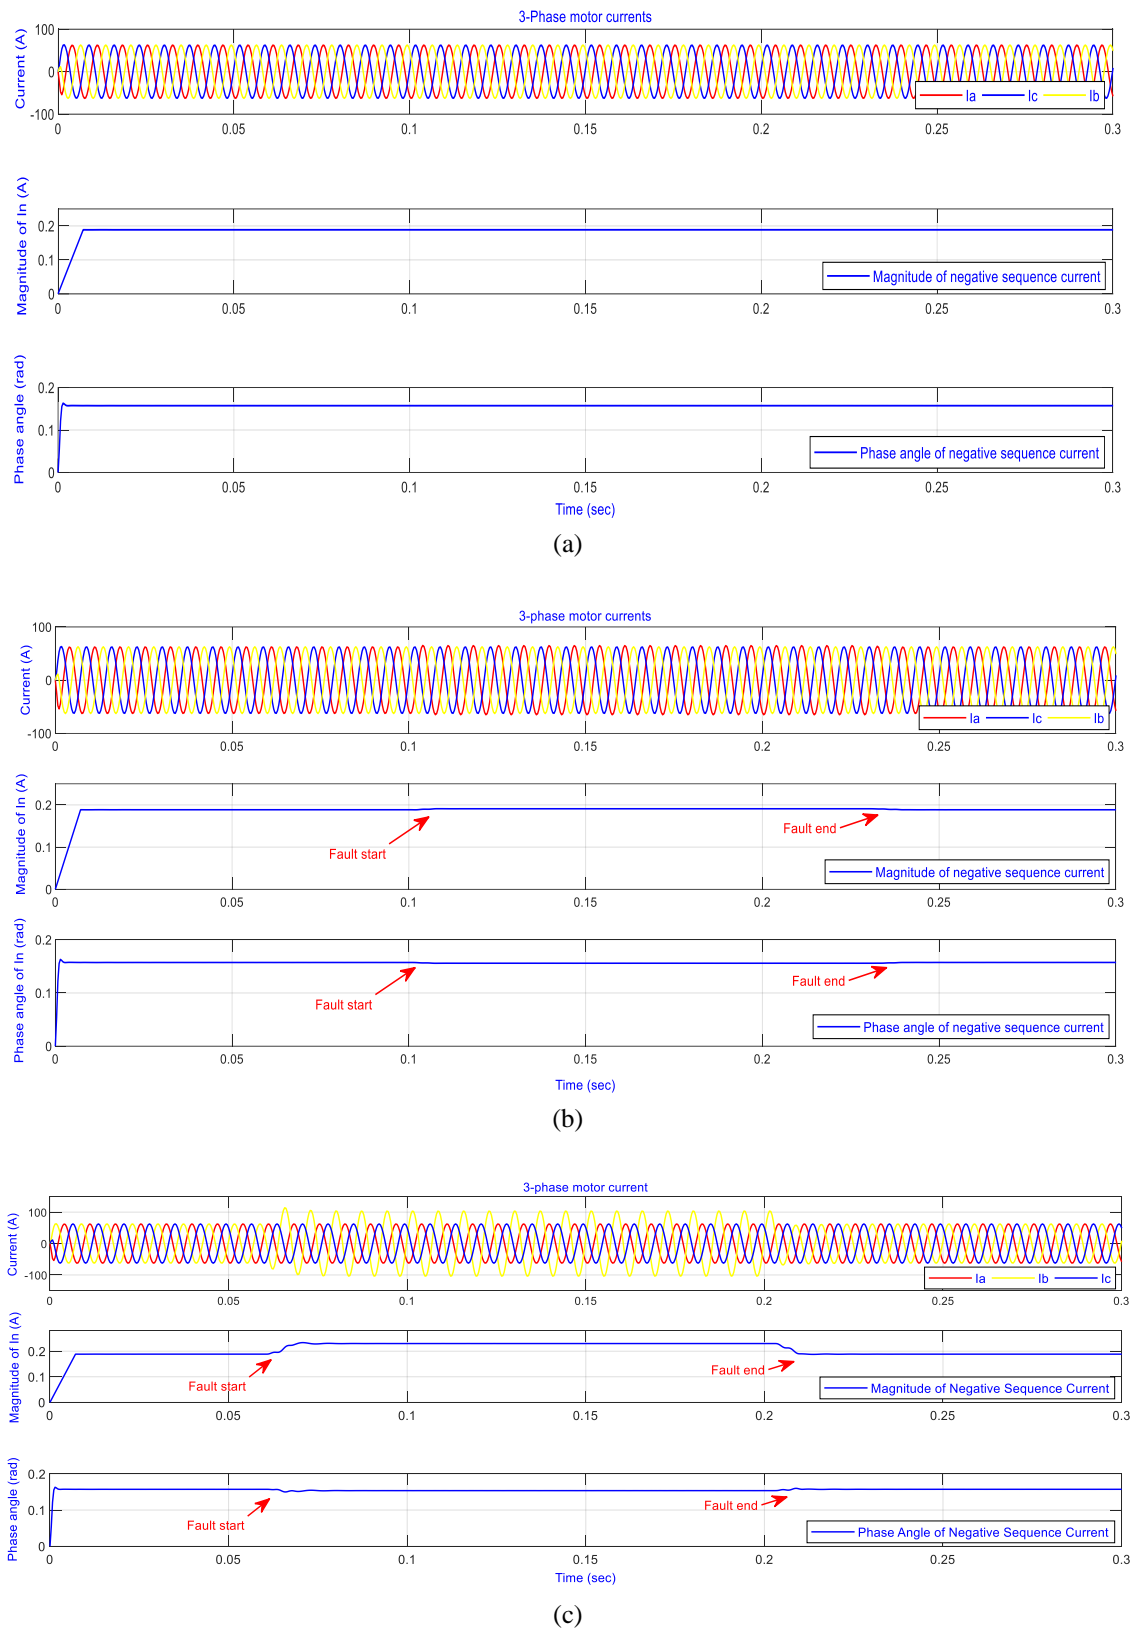 3-Phase motor currents
Current (A)
100
0
-100
Ia Ic Ib
0 0.05 0.1 0.15 0.2 0.25 0.3
Magnitude of In (A)
0.2
0.1
0
Magnitude of negative sequence current
0 0.05 0.1 0.15 0.2 0.25 0.3
Phase angle (rad)
0.2
0.1
0
Phase angle of negative sequence current
0 0.05 0.1 0.15 0.2 0.25 0.3
Time (sec)
(a)
3-phase motor currents
Current (A)
100
0
-100
Ia Ic Ib
0 0.05 0.1 0.15 0.2 0.25 0.3
Magnitude of In (A)
0.2
0.1
0
Fault start
Fault end
Magnitude of negative sequence current
0 0.05 0.1 0.15 0.2 0.25 0.3
Phase angle of In (rad)
0.2
0.1
0
Fault start
Fault end
Phase angle of negative sequence current
0 0.05 0.1 0.15 0.2 0.25 0.3
Time (sec)
(b)
3-phase motor current
Current (A)
100
0
-100
Ia Ib Ic
0 0.05 0.1 0.15 0.2 0.25 0.3
Magnitude of In (A)
0.2
0.1
0
Fault start
Fault end
Magnitude of Negative Sequence Current
0 0.05 0.1 0.15 0.2 0.25 0.3
Phase angle (rad)
0.2
0.1
0
Fault start
Fault end
Phase Angle of Negative Sequence Current
0 0.05 0.1 0.15 0.2 0.25 0.3
Time (sec)
(c)